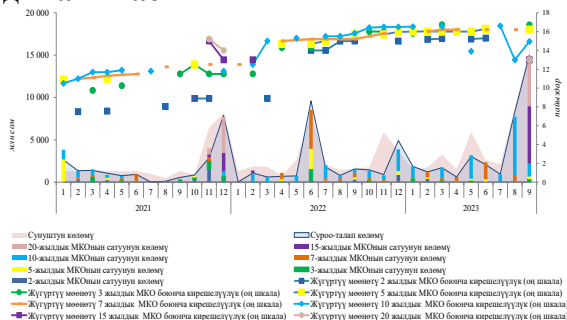 20 000 18
16
15 000 14
12
10 000 10
8
5 000 6
4
2
0 0
млн сом
пайыздар
1 2 3 4 5 6 7 8 9 10 11 12 1 2 3 4 5 6 7 8 9 10 11 12 1 2 3 4 5 6 7 8 9
2021 2022 2023
Сунуштун көлөмү Суроо-талап көлөмү
20-жылдык МКОнын сатуунун көлөмү 15-жылдык МКОнын сатуунун көлөмү
10-жылдык МКОнын сатуунун көлөмү 7-жылдык МКОнын сатуунун көлөмү
5-жылдык МКОнын сатуунун көлөмү 3-жылдык МКОнын сатуунун көлөмү
2-жылдык МКОнын сатуунун көлөмү Жүгүртүү мөөнөтү 2 жылдык МКО боюнча кирешелүүлүк (оң шкала)
Жүгүртүү мөөнөтү 3 жылдык МКО боюнча кирешелүүлүк (оң шкала) Жүгүртүү мөөнөтү 5 жылдык МКО боюнча кирешелүүлүк (оң шкала)
Жүгүртүү мөөнөтү 7 жылдык МКО боюнча кирешелүүлүк (оң шкала) Жүгүртүү мөөнөтү 10 жылдык МКО боюнча кирешелүүлүк (оң шкала)
Жүгүртүү мөөнөтү 15 жылдык МКО боюнча кирешелүүлүк (оң шкала) Жүгүртүү мөөнөтү 20 жылдык МКО боюнча кирешелүүлүк (оң шкала)